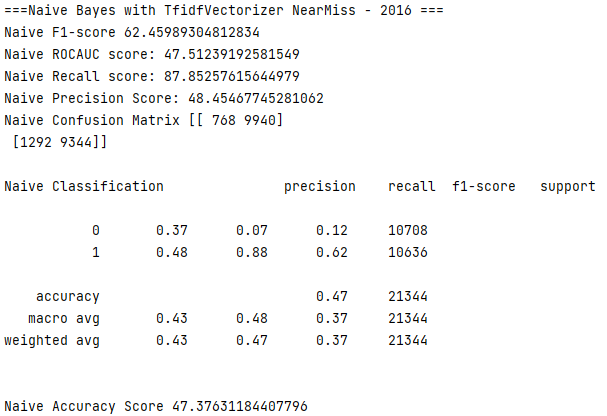 ===Naive Bayes with TfidfVectorizer NearMiss - 2016 ===
Naive F1-score 62.45989304812834
Naive ROCAUC score: 47.51239192581549
Naive Recall score: 87.85257615644979
Naive Precision Score: 48.45467745281062
Naive Confusion Matrix [[ 768 9940]
 [1292 9344]]
Naive Classification               precision    recall  f1-score   support
           0       0.37      0.07      0.12     10708
           1       0.48      0.88      0.62     10636
    accuracy                           0.47     21344
   macro avg       0.43      0.48      0.37     21344
weighted avg       0.43      0.47      0.37     21344
Naive Accuracy Score 47.37631184407796